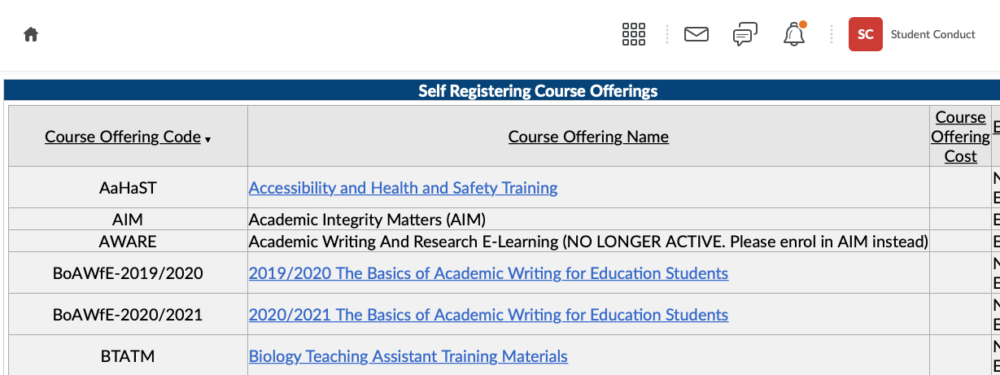 SC Student Conduct
Self Registering Course Offerings
Course Offering Code
Course Offering Name
Course
Offering
Cost
AaHaST
Accessibility and Health and Safety Training
AIM
Academic Integrity Matters (AIM)
AWARE
Academic Writing And Research E-Learning (NO LONGER ACTIVE. Please enrol in AIM instead)
BoAWfE-2019/2020
2019/2020 The Basics of Academic Writing for Education Students
BoAWfE-2020/2021
2020/2021 The Basics of Academic Writing for Education Students
BTATM
Biology Teaching Assistant Training Materials